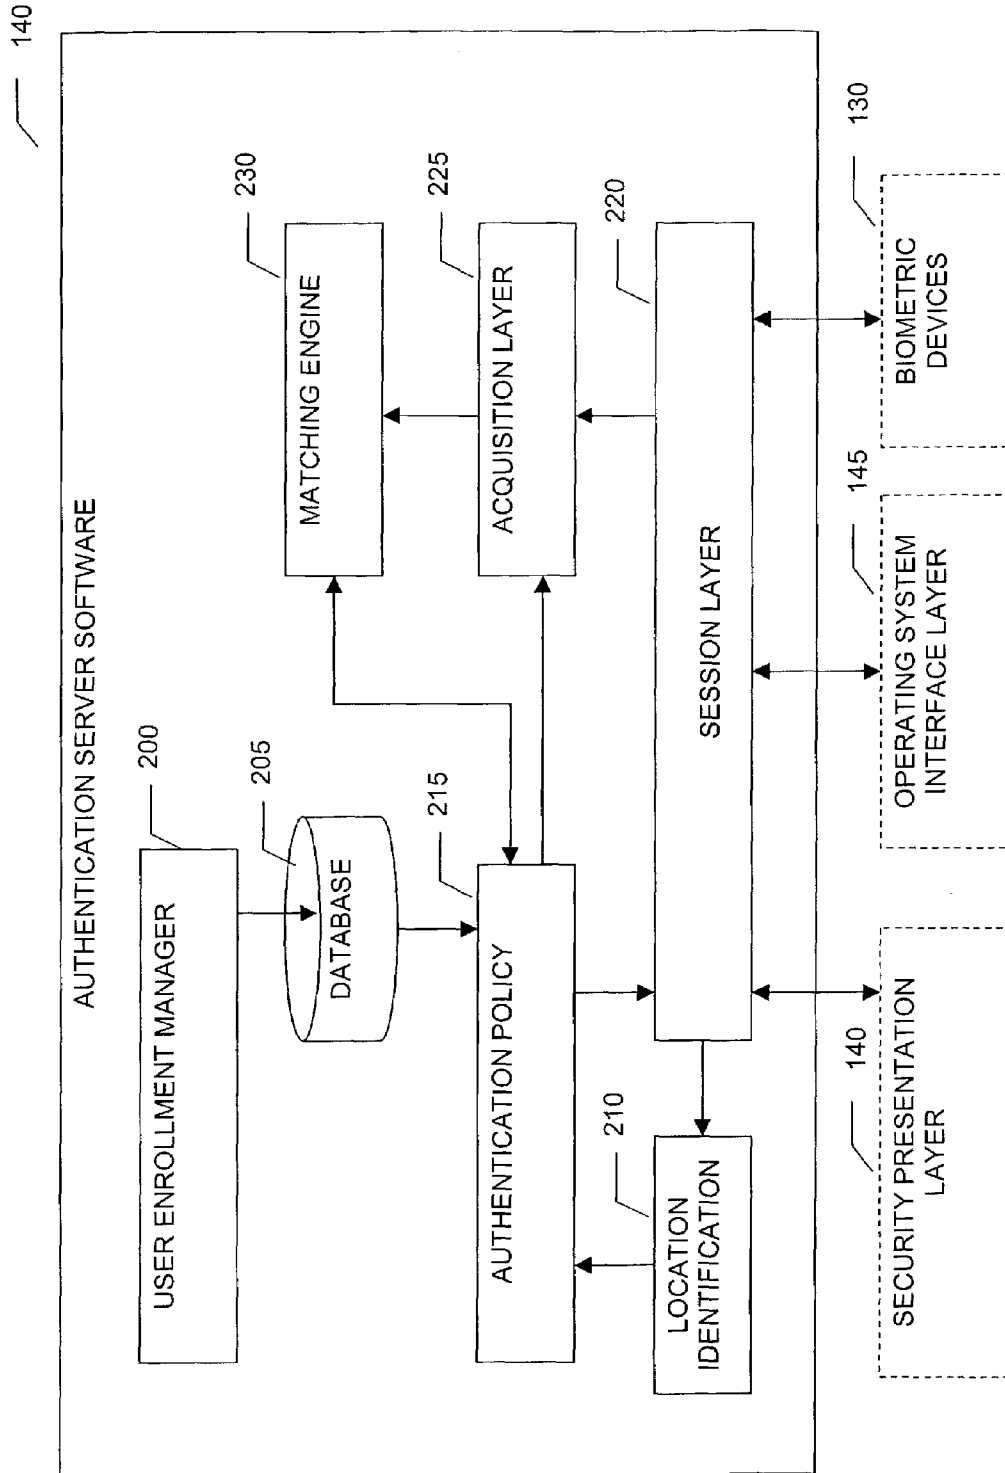 140
AUTHENTICATION SERVER SOFTWARE
USER ENROLLMENT MANAGER
200
DATABASE
205
MATCHING ENGINE
230
AUTHENTICATION POLICY
215
ACQUISITION LAYER
225
LOCATION
IDENTIFICATION
210
SESSION LAYER
220
SECURITY PRESENTATION
LAYER
140
OPERATING SYSTEM
INTERFACE LAYER
145
BIOMETRIC
DEVICES
130